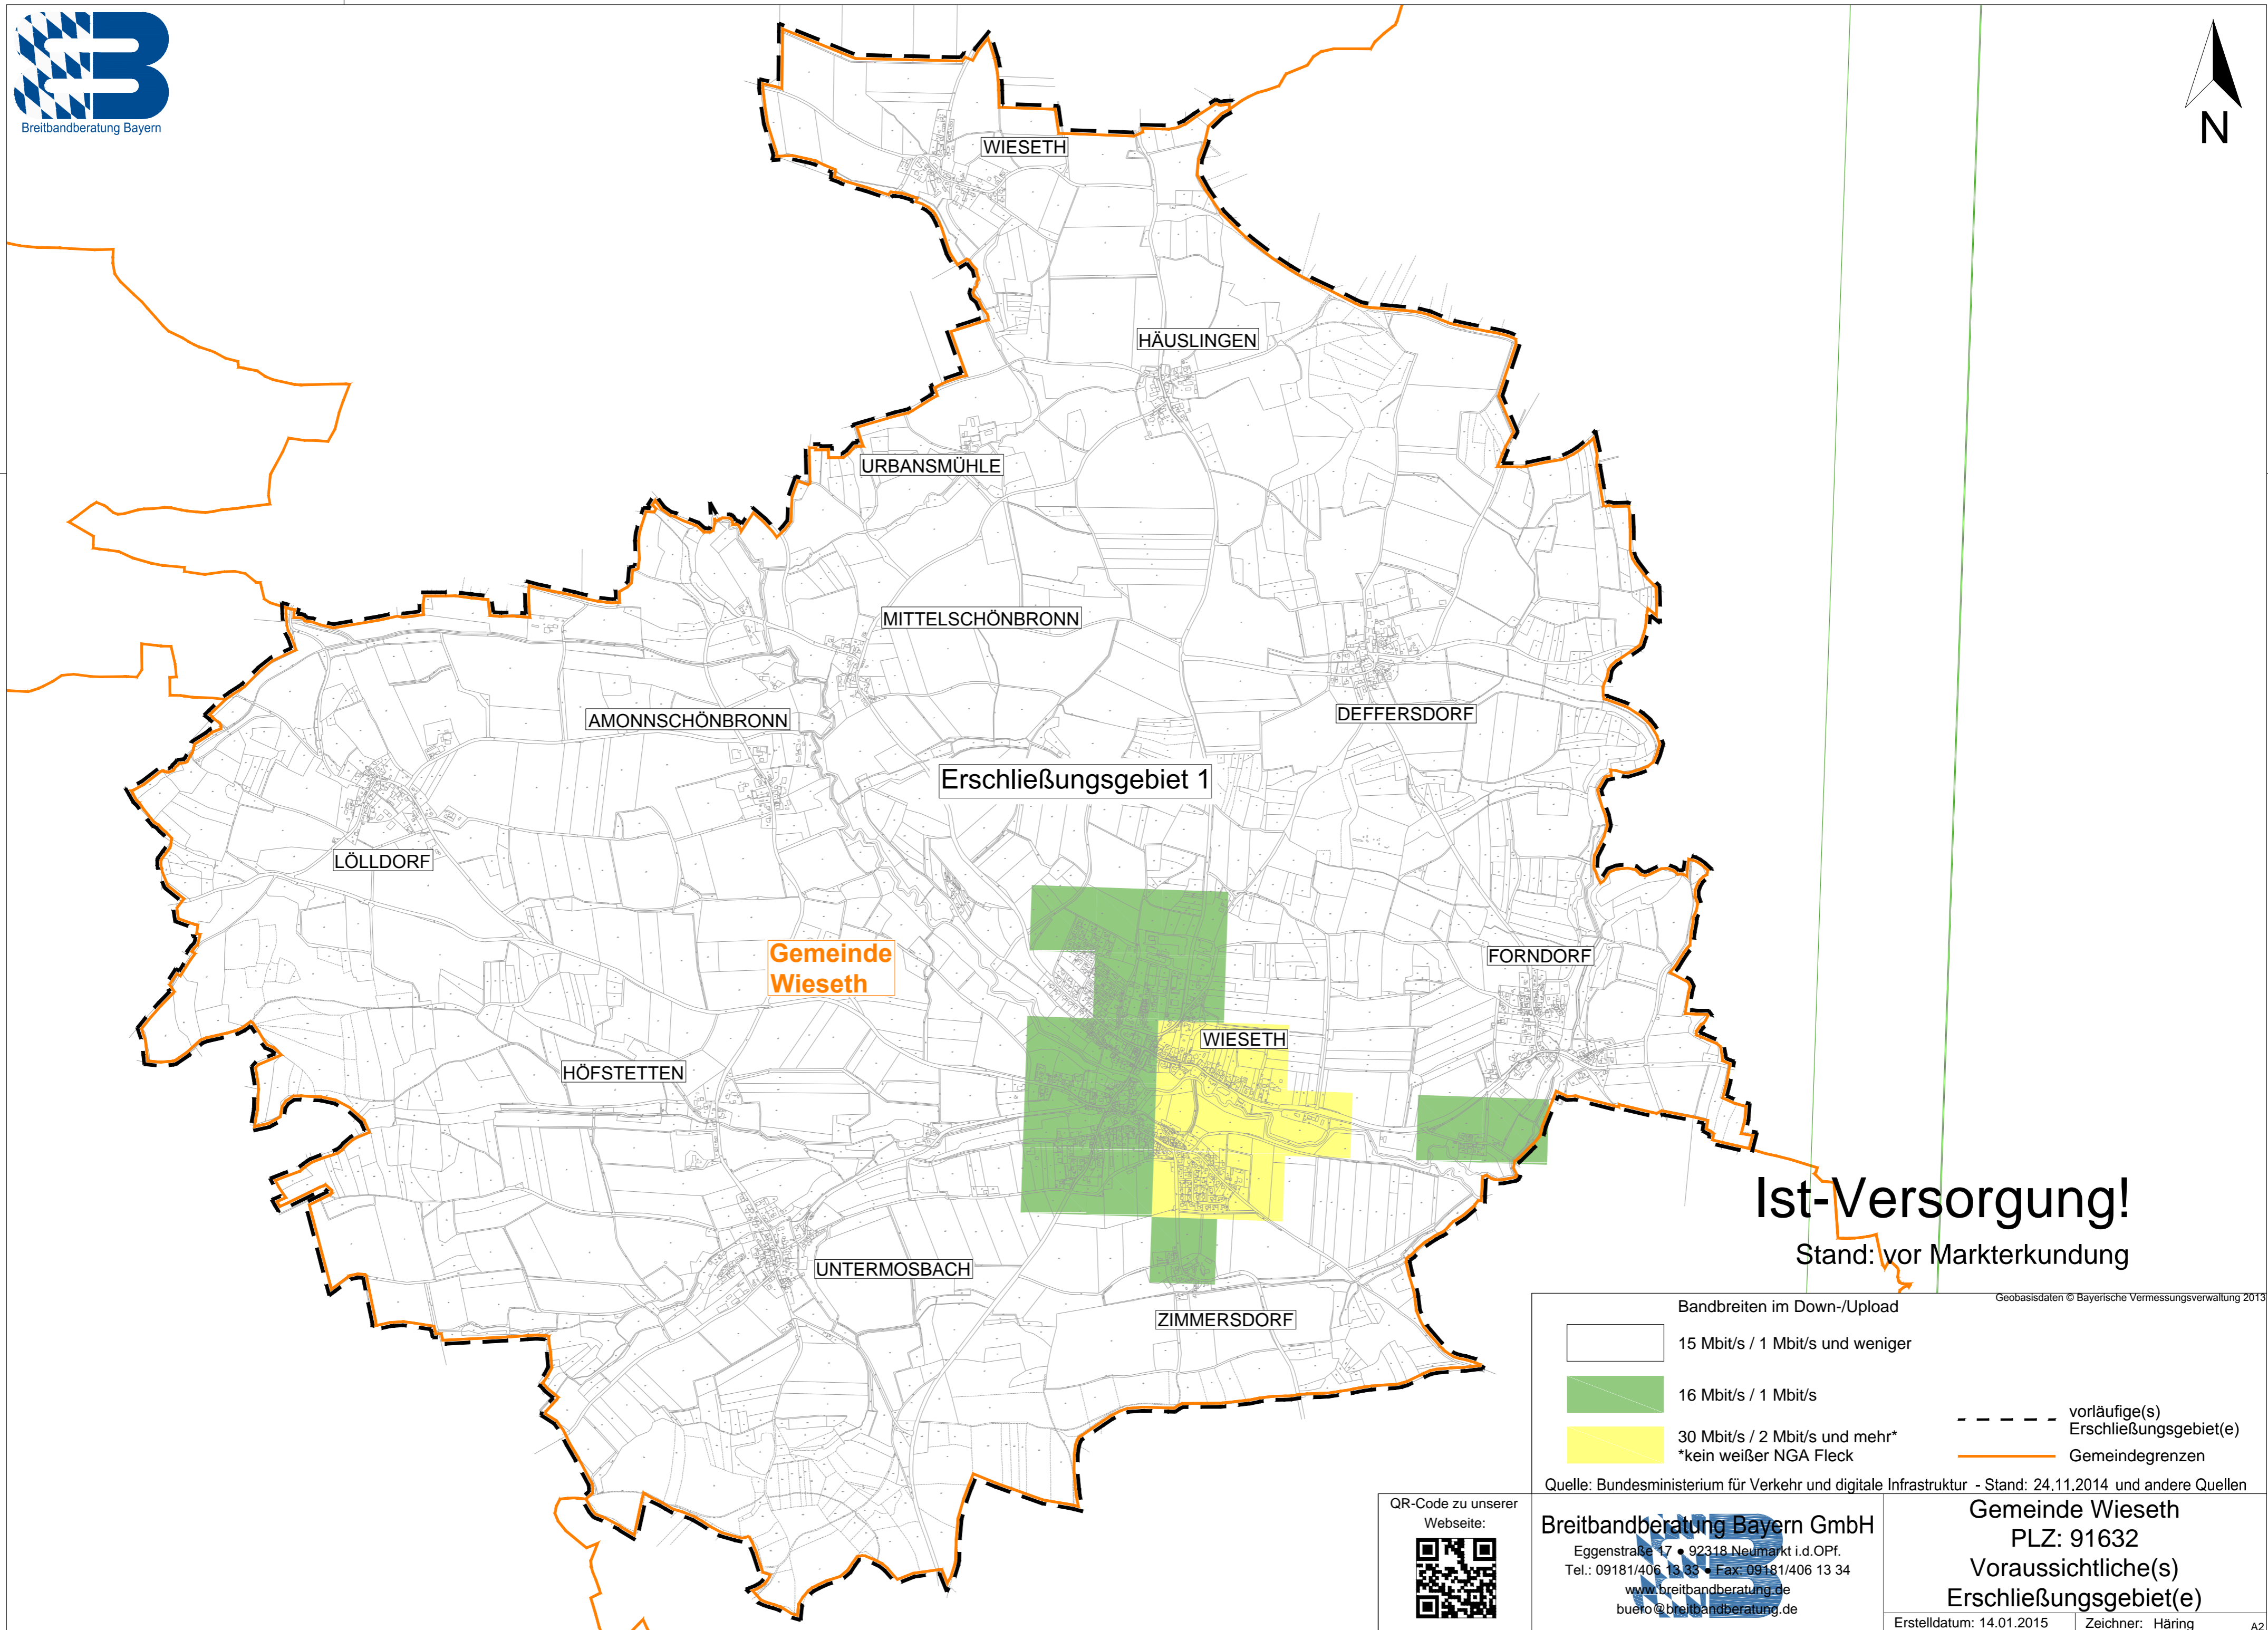 Breitbandberatung Bayern
N
WIESETH
HÄUSLINGEN
URBANSMÜHLE
MITTELSCHÖNBRONN
AMONNSCHÖNBRONN
DEFFERSDORF
Erschließungsgebiet 1
LÖLLDORF
Gemeinde
Wieseth
FORNDORF
WIESETH
HÖFSTETTEN
UNTERMOSBACH
ZIMMERSDORF
Ist-Versorgung!
Stand: vor Markterkundung
Geobasisdaten © Bayerische Vermessungsverwaltung 2013
Bandbreiten im Down-/Upload
15 Mbit/s / 1 Mbit/s und weniger
16 Mbit/s / 1 Mbit/s
30 Mbit/s / 2 Mbit/s und mehr*
*kein weißer NGA Fleck
vorläufige(s)
Erschließungsgebiet(e)
Gemeindegrenzen
Quelle: Bundesministerium für Verkehr und digitale Infrastruktur - Stand: 24.11.2014 und andere Quellen
QR-Code zu unserer
Webseite:
Breitbandberatung Bayern GmbH
Eggenstraße 17 • 92318 Neumarkt i.d.OPf.
Tel.: 09181/406 13 33 • Fax: 09181/406 13 34
www.breitbandberatung.de
buero@breitbandberatung.de
Gemeinde Wieseth
PLZ: 91632
Voraussichtliche(s)
Erschließungsgebiet(e)
Erstelldatum: 14.01.2015
Zeichner: Häring
A2